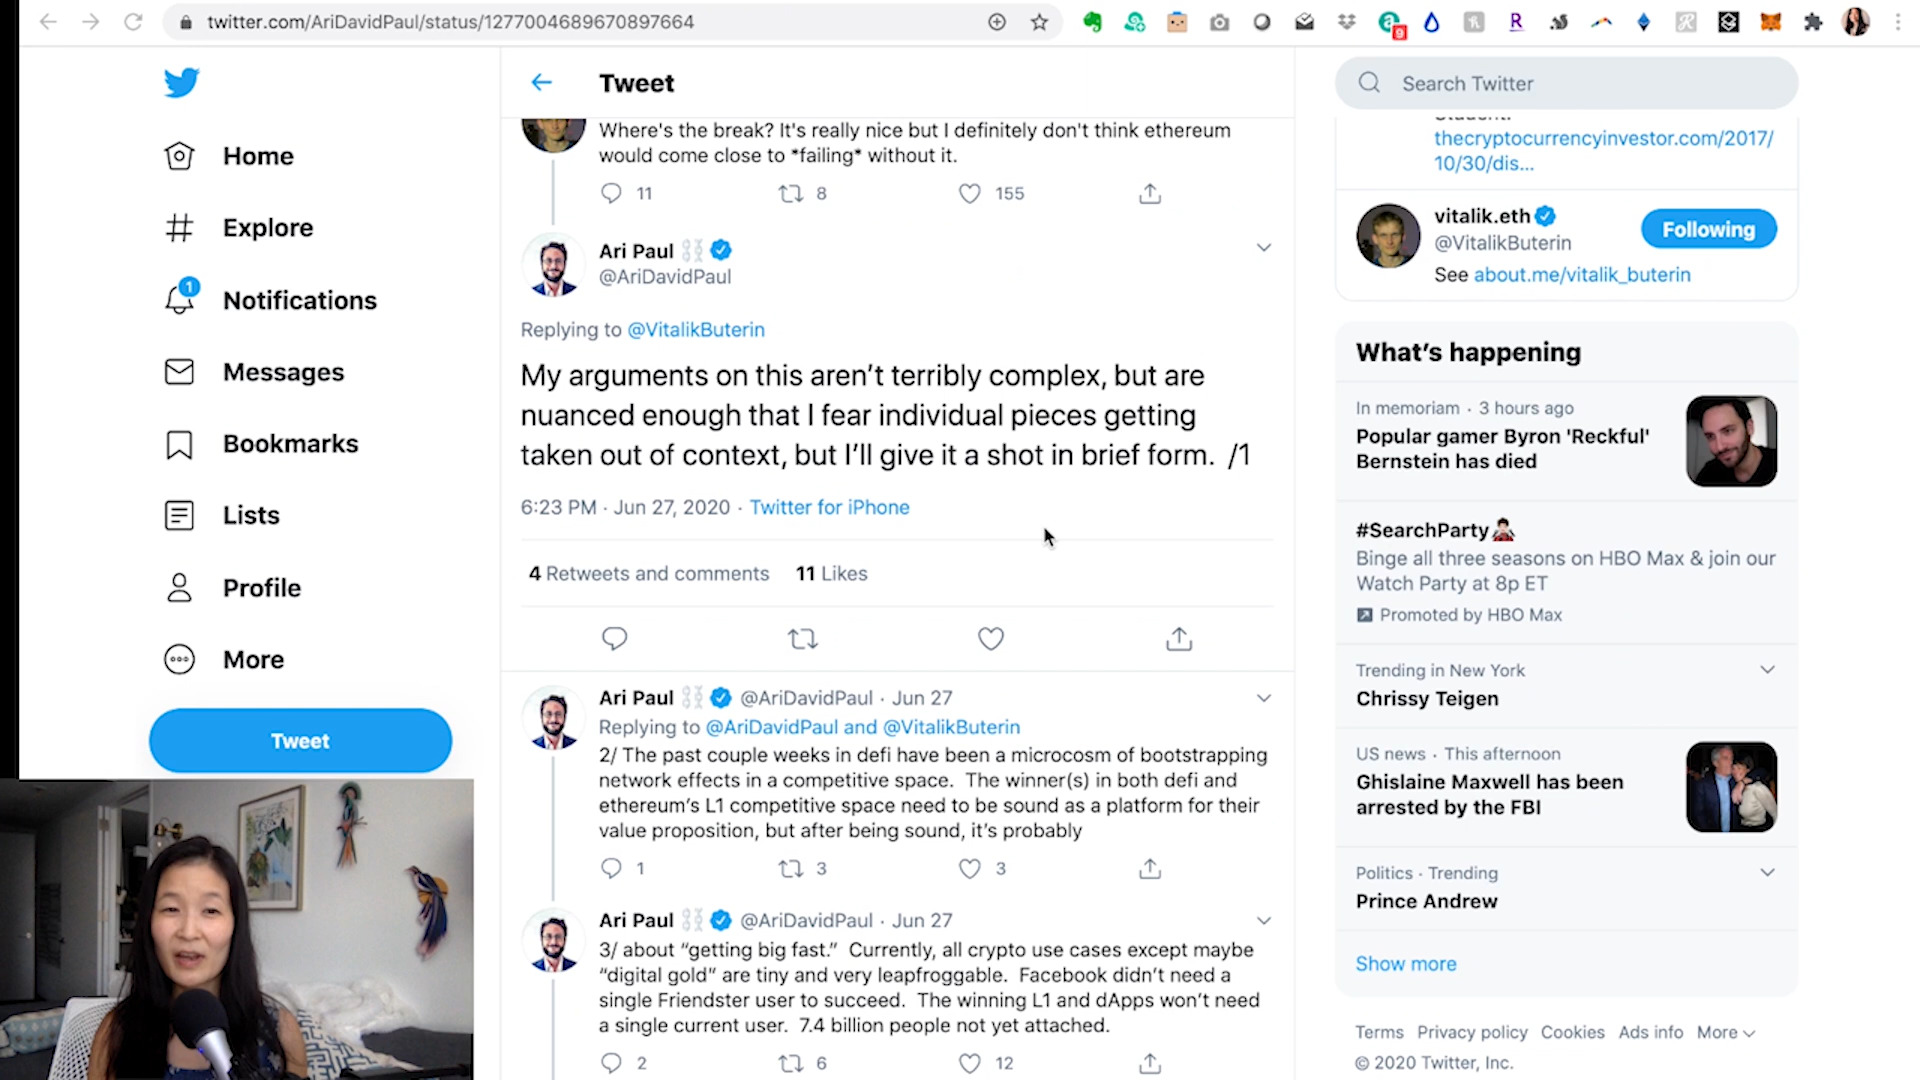 twitter.com/AriDavidPaul/status/1277004689670897664
9
Home
Explore
1
Notifications
Messages
Bookmarks
Lists
Profile
More
Tweet
Tweet
Where's the break? It's really nice but I definitely don't think ethereum
would come close to *failing* without it.
11 8 155
Ari Paul
@AriDavidPaul
Replying to @VitalikButerin
My arguments on this aren’t terribly complex, but are
nuanced enough that I fear individual pieces getting
taken out of context, but I’ll give it a shot in brief form. /1
6:23 PM · Jun 27, 2020 · Twitter for iPhone
4 Retweets and comments 11 Likes
Ari Paul @AriDavidPaul · Jun 27
Replying to @AriDavidPaul and @VitalikButerin
2/ The past couple weeks in defi have been a microcosm of bootstrapping
network effects in a competitive space. The winner(s) in both defi and
ethereum’s L1 competitive space need to be sound as a platform for their
value proposition, but after being sound, it’s probably
1 3 3
Ari Paul @AriDavidPaul · Jun 27
3/ about “getting big fast.” Currently, all crypto use cases except maybe
“digital gold” are tiny and very leapfroggable. Facebook didn’t need a
single Friendster user to succeed. The winning L1 and dApps won’t need
a single current user. 7.4 billion people not yet attached.
2 6 12
Search Twitter
thecryptocurrencyinvestor.com/2017/
10/30/dis...
vitalik.eth
@VitalikButerin
Following
See about.me/vitalik_buterin
What’s happening
In memoriam · 3 hours ago
Popular gamer Byron 'Reckful'
Bernstein has died
#SearchParty
Binge all three seasons on HBO Max & join our
Watch Party at 8p ET
Promoted by HBO Max
Trending in New York
Chrissy Teigen
US news · This afternoon
Ghislaine Maxwell has been
arrested by the FBI
Politics · Trending
Prince Andrew
Show more
Terms Privacy policy Cookies Ads info More
© 2020 Twitter, Inc.